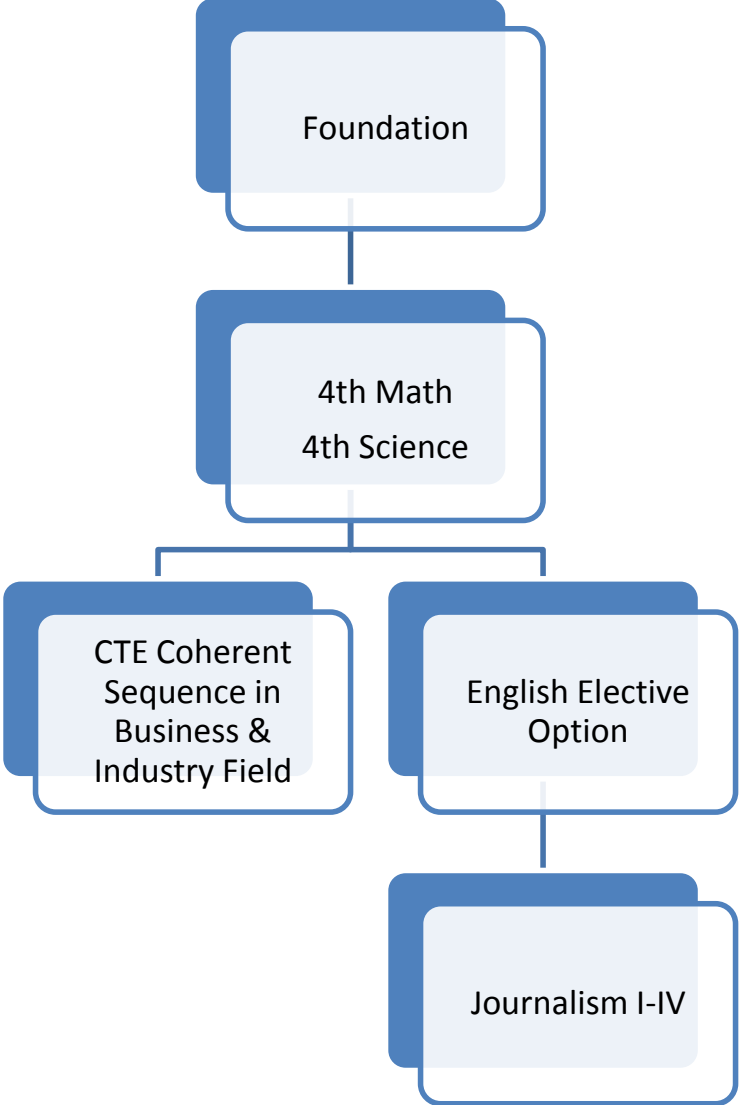 Foundation
4th Math
4th Science
CTE Coherent
Sequence in
Business &
Industry Field
English Elective
Option
Journalism I-IV